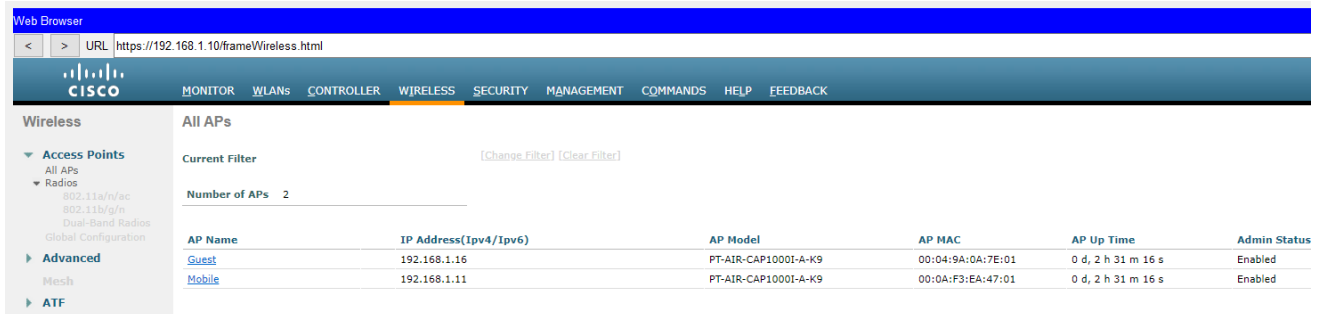 Web Browser
< > URL https://192.168.1.10/frameWireless.html
CISCO
MONITOR WLANs CONTROLLER WIRELESS SECURITY MANAGEMENT COMMANDS HELP FEEDBACK
Wireless
Access Points
All APs
Radios
802.11a/n/ac
802.11b/g/n
Dual-Band Radios
Global Configuration
Advanced
Mesh
ATF
All APs
Current Filter [Change Filter] [Clear Filter]
Number of APs 2
AP Name IP Address(Ipv4/Ipv6) AP Model AP MAC AP Up Time Admin Status
Guest 192.168.1.16 PT-AIR-CAP1000I-A-K9 00:04:9A:0A:7E:01 0 d, 2 h 31 m 16 s Enabled
Mobile 192.168.1.11 PT-AIR-CAP1000I-A-K9 00:0A:F3:EA:47:01 0 d, 2 h 31 m 16 s Enabled